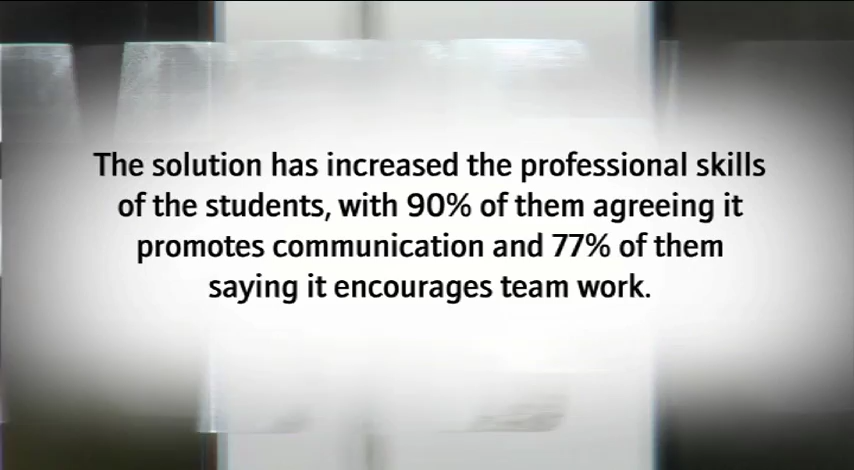 The solution has increased the professional skills
of the students, with 90% of them agreeing it
promotes communication and 77% of them
saying it encourages team work.